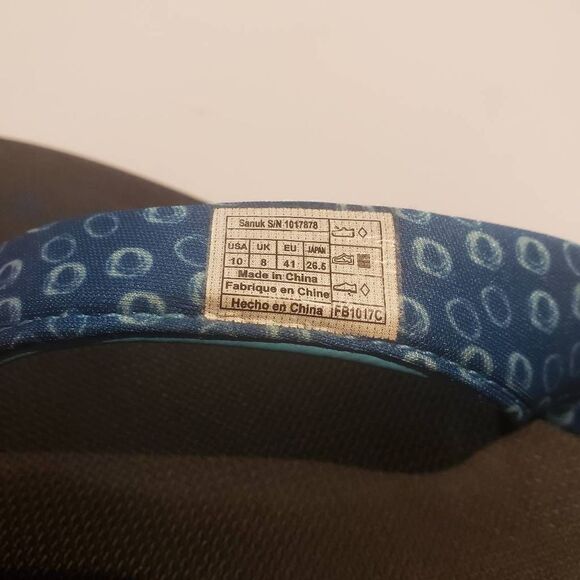 Sanuk S/N 1017878
USA UK EU JAPAN
10 8 41 26.5
Made in China
Fabrique en Chine
Hecho en China FB1017C